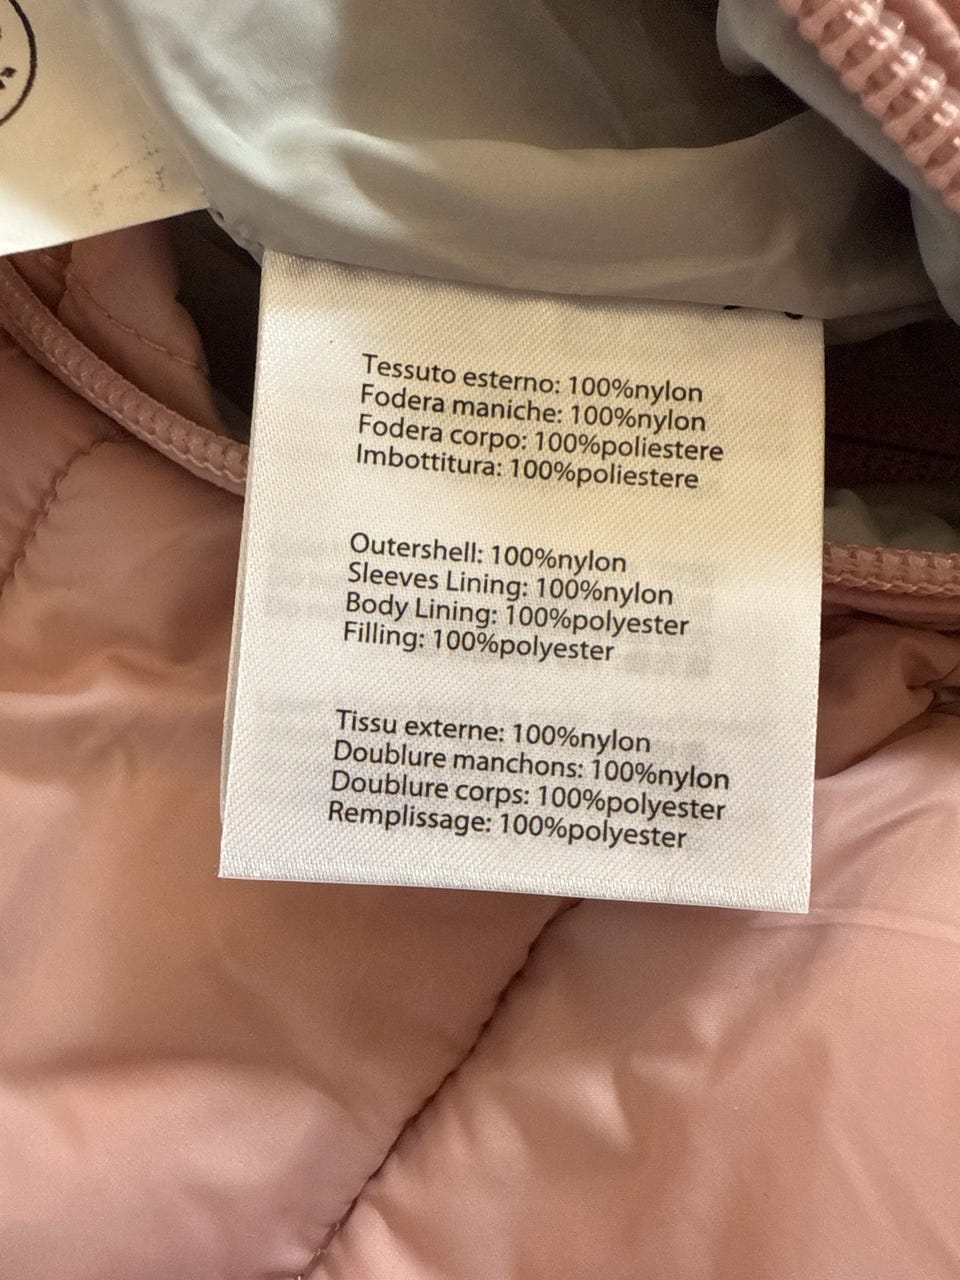 Tessuto esterno: 100%nylon
Fodera maniche: 100%nylon
Fodera corpo: 100%poliestere
Imbottitura: 100%poliestere
Outershell: 100%nylon
Sleeves Lining: 100%nylon
Body Lining: 100%polyester
Filling: 100%polyester
Tissu externe: 100%nylon
Doublure manchons: 100%nylon
Doublure corps: 100%polyester
Remplissage: 100%polyester